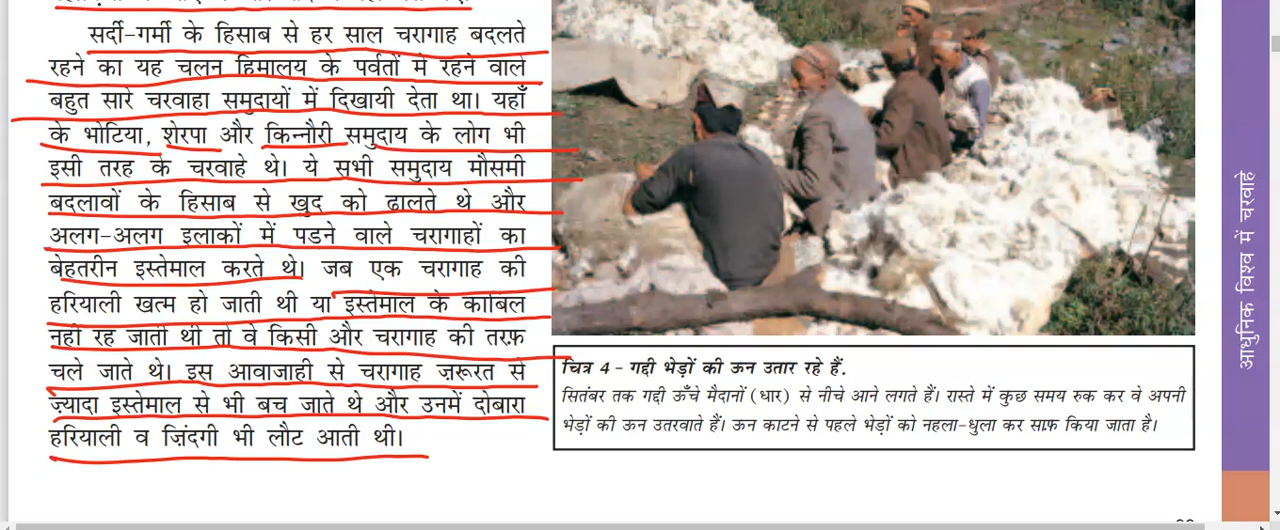 सर्दी-गर्मी के हिसाब से हर साल चरागाह बदलते
रहने का यह चलन हिमालय के पर्वतों में रहने वाले
बहुत सारे चरवाहा समुदायों में दिखायी देता था। यहाँ
के भोटिया, शेरपा और किन्नौरी समुदाय के लोग भी
इसी तरह के चरवाहे थे। ये सभी समुदाय मौसमी
बदलावों के हिसाब से खुद को ढालते थे और
अलग-अलग इलाकों में पडने वाले चरागाहों का
बेहतरीन इस्तेमाल करते थे। जब एक चरागाह की
हरियाली खत्म हो जाती थी या इस्तेमाल के काबिल
नहीं रह जाती थी तो वे किसी और चरागाह की तरफ़
चले जाते थे। इस आवाजाही से चरागाह ज़रूरत से
ज़्यादा इस्तेमाल से भी बच जाते थे और उनमें दोबारा
हरियाली व ज़िंदगी भी लौट आती थी।
चित्र 4 - गद्दी भेड़ों की ऊन उतार रहे हैं.
सितंबर तक गद्दी ऊँचे मैदानों (धार) से नीचे आने लगते हैं। रास्ते में कुछ समय रुक कर वे अपनी
भेड़ों की ऊन उतरवाते हैं। ऊन काटने से पहले भेड़ों को नहला-धुला कर साफ़ किया जाता है।
आधुनिक विश्व में चरवाहे